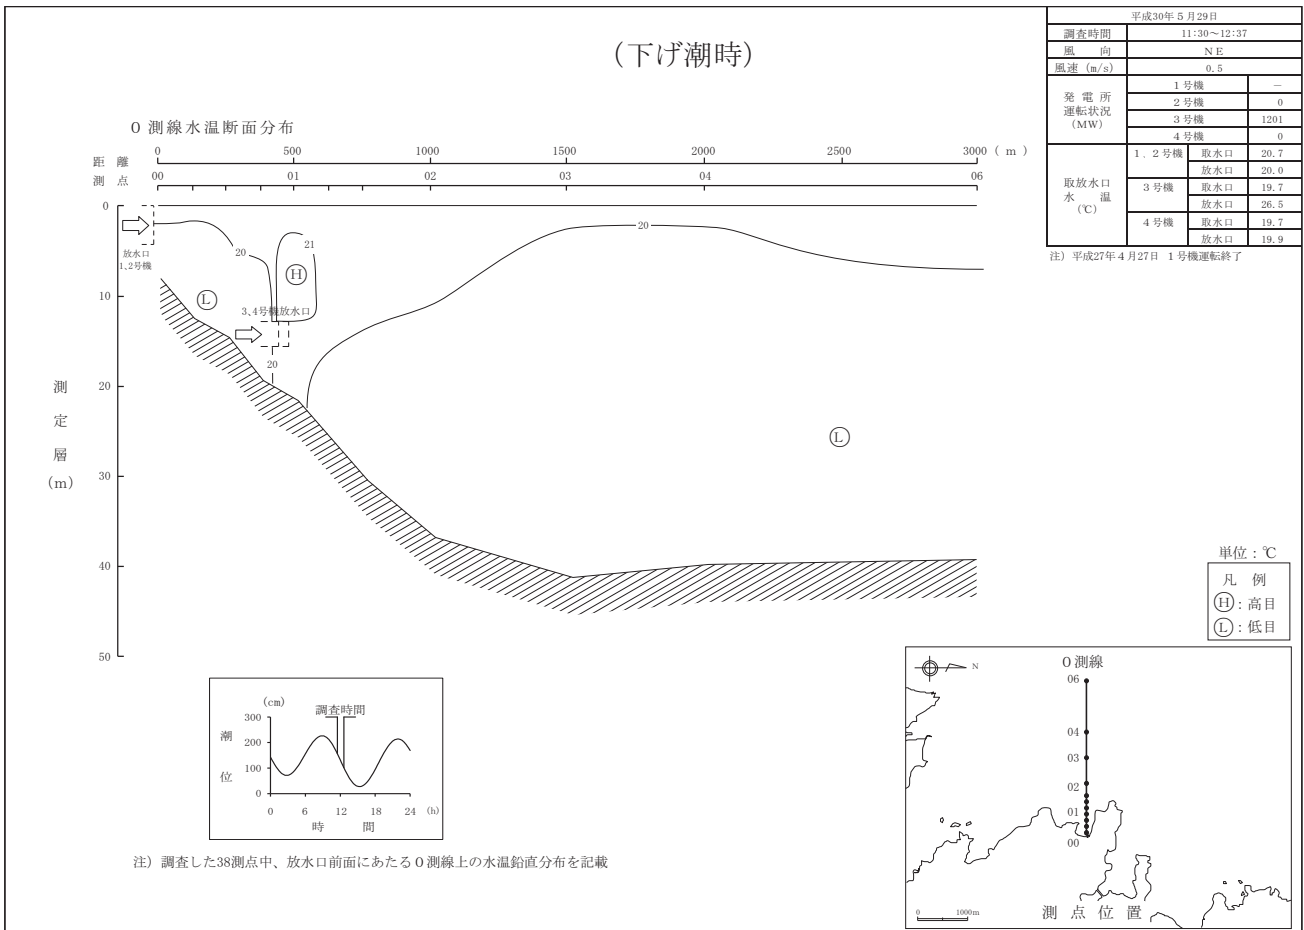 (下げ潮時)
平成30年5月29日
調査時間 11:30～12:37
風 向 NE
風速 (m/s) 0.5
発電所運転状況(MW)
1号機 －
2号機 0
3号機 1201
4号機 0
取放水口水温(℃)
1、2号機 取水口 20.7
放水口 20.0
3号機 取水口 19.7
放水口 26.5
4号機 取水口 19.7
放水口 19.9
注）平成27年4月27日 1号機運転終了
0測線水温断面分布
距離 0 500 1000 1500 2000 2500 3000 (m)
測点 00 01 02 03 04 06
0
10
20
30
40
50
測定層(m)
放水口
1、2号機
20
21
H
20
L
3、4号機放水口
20
L
単位：℃
凡 例
H：高目
L：低目
(cm)
調査時間
潮位
300
200
100
0
0 6 12 18 24 (h)
時 間
注）調査した38測点中、放水口前面にあたる0測線上の水温鉛直分布を記載
N
0測線
06
04
03
02
01
00
0 1000m
測点位置